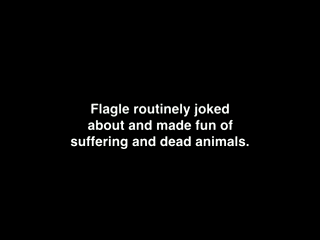 Flagle routinely joked
about and made fun of
suffering and dead animals.